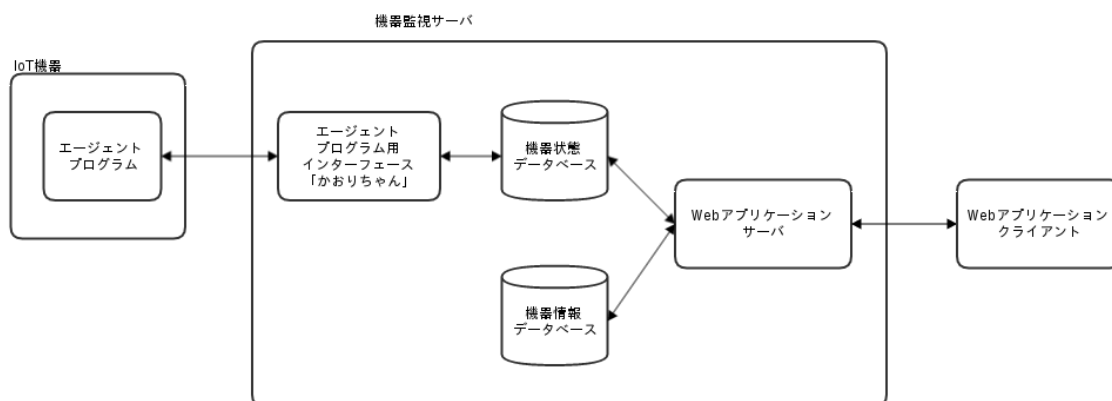 機器監視サーバ
IoT機器
エージェント
プログラム
エージェント
プログラム用
インターフェース
「かおりちゃん」
機器状態
データベース
機器情報
データベース
Webアプリケーション
サーバ
Webアプリケーション
クライアント